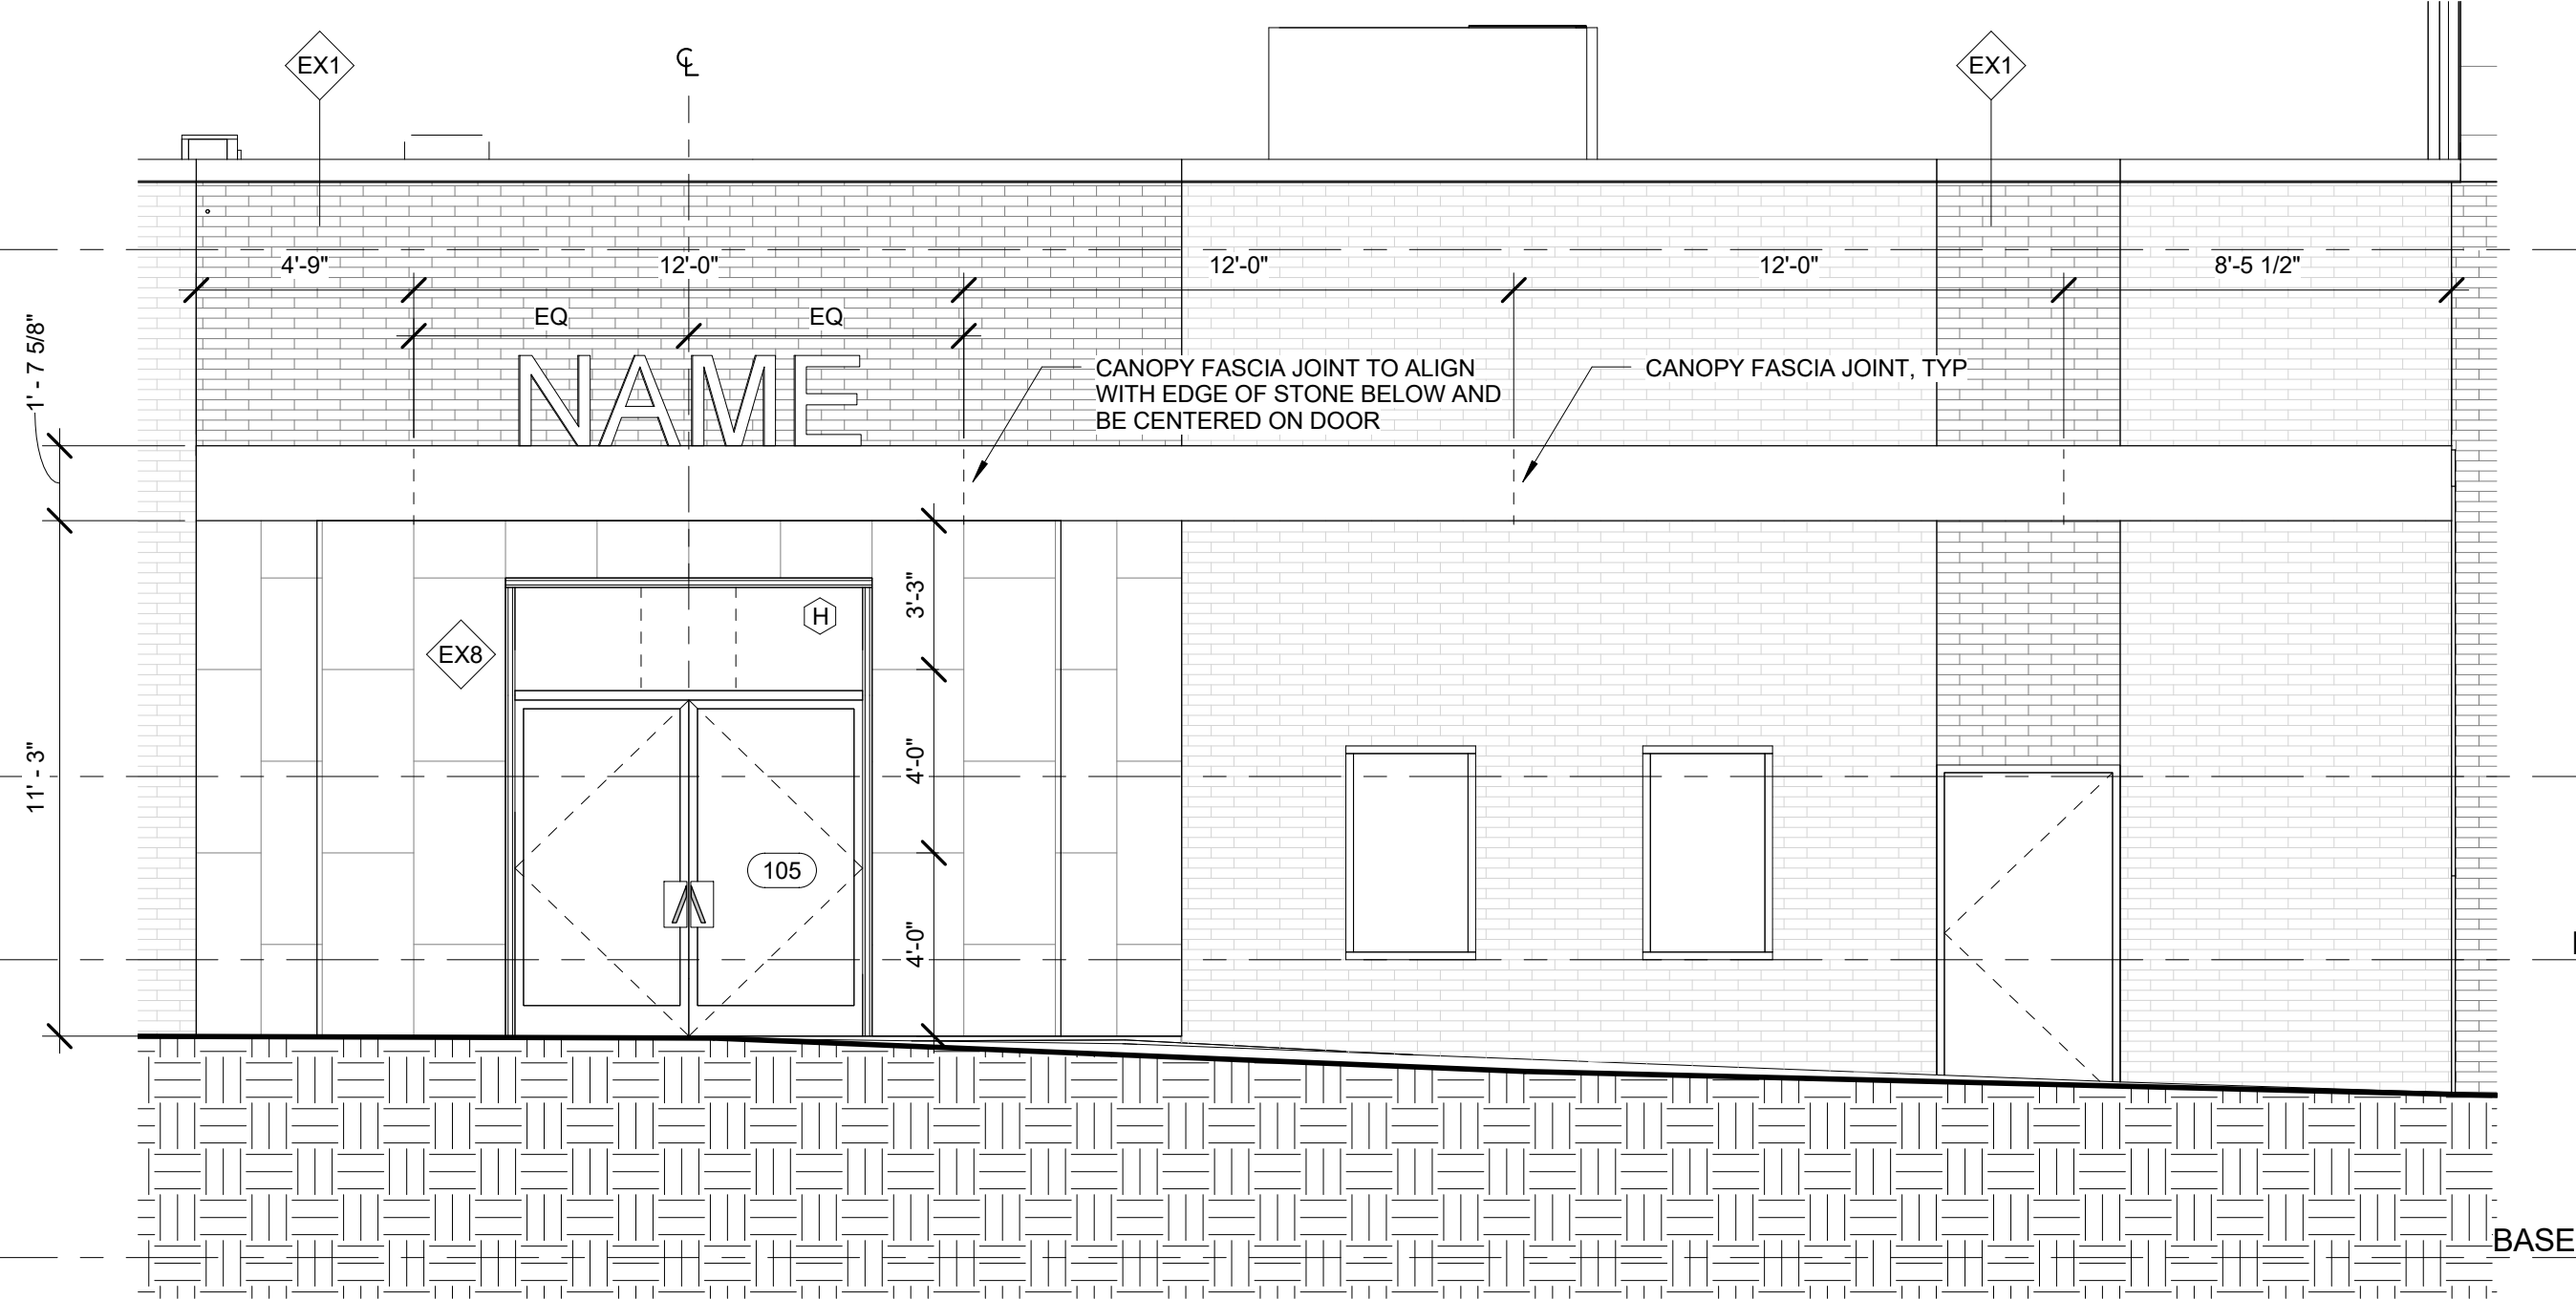 EX1
℄
EX1
4'-9"
12'-0"
12'-0"
12'-0"
8'-5 1/2"
EQ
EQ
1' - 7 5/8"
NAME
CANOPY FASCIA JOINT TO ALIGN
WITH EDGE OF STONE BELOW AND
BE CENTERED ON DOOR
CANOPY FASCIA JOINT, TYP
3'-3"
H
EX8
11' - 3"
4'-0"
105
4'-0"
BASE